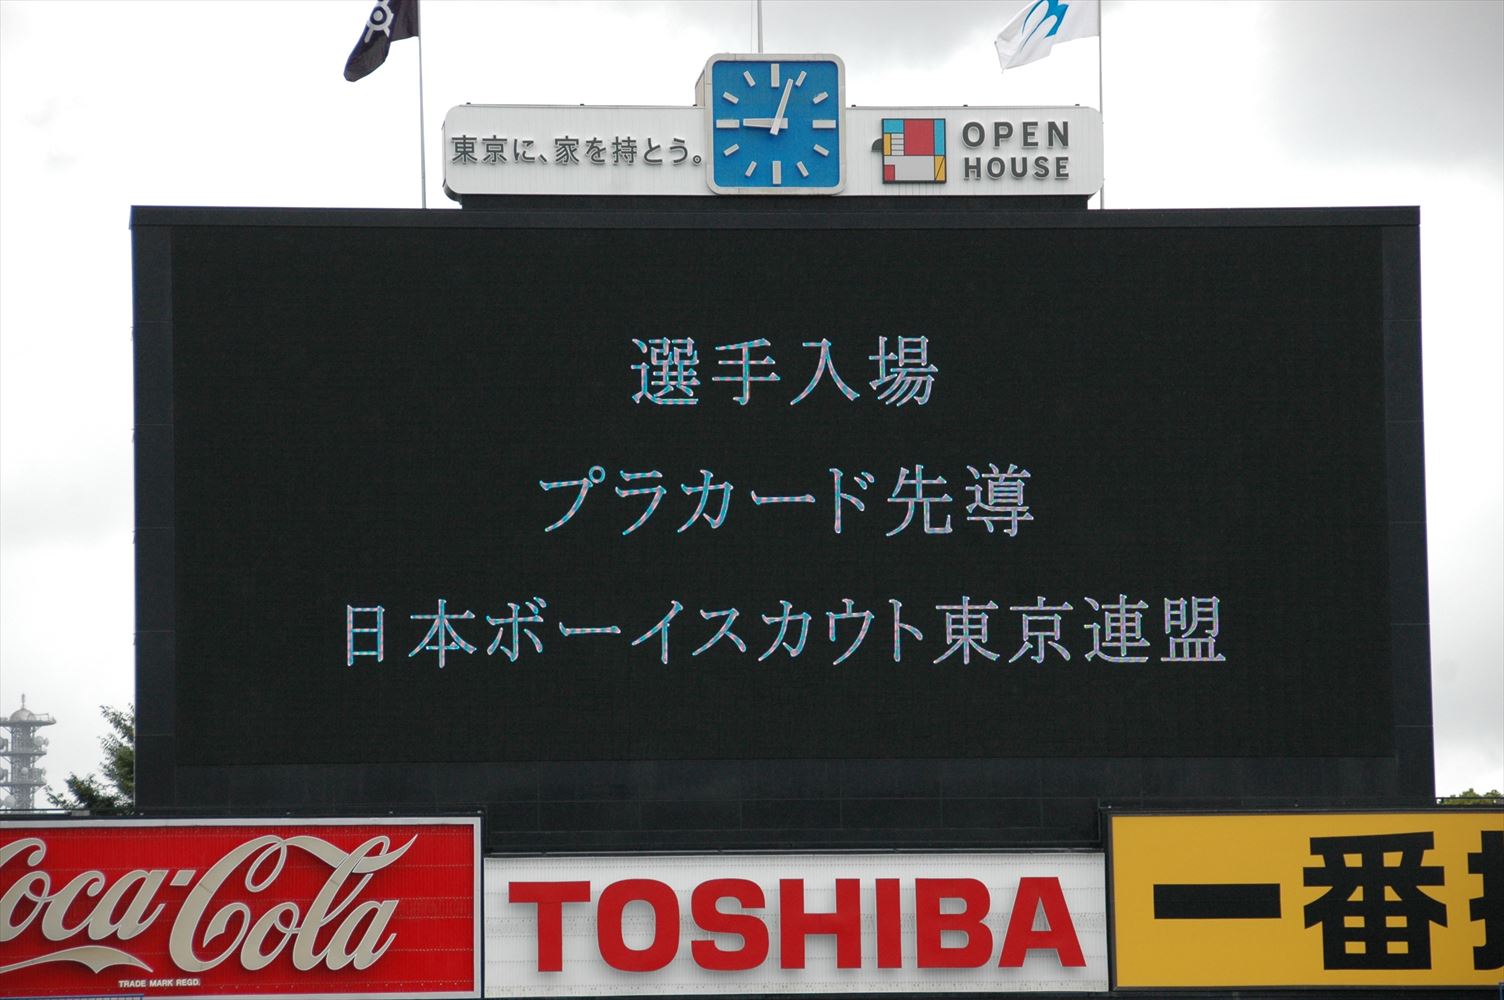 東京に、家を持とう。
OPEN
HOUSE
選手入場
プラカード先導
日本ボーイスカウト東京連盟
Coca-Cola
TRADE MARK REGD.
TOSHIBA
一番